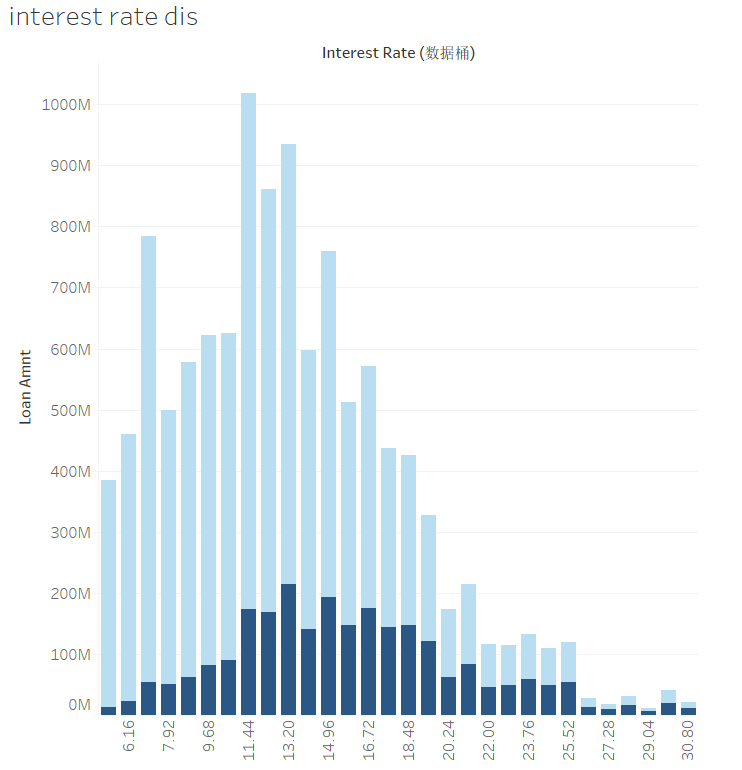 interest rate dis
Interest Rate (数据桶)
1000M
900M
800M
700M
600M
500M
400M
300M
200M
100M
0M
Loan Amnt
6.16
7.92
9.68
11.44
13.20
14.96
16.72
18.48
20.24
22.00
23.76
25.52
27.28
29.04
30.80